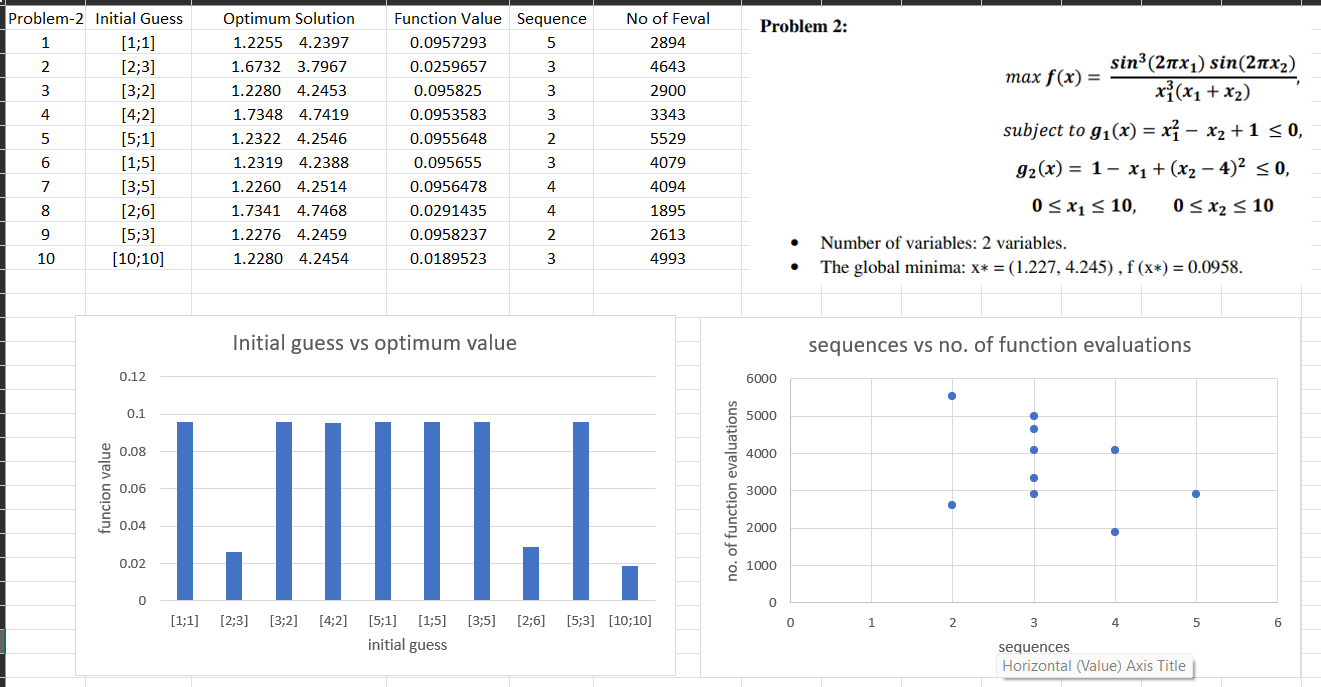 Problem-2 Initial Guess Optimum Solution Function Value Sequence No of Feval
1 [1;1] 1.2255 4.2397 0.0957293 5 2894
2 [2;3] 1.6732 3.7967 0.0259657 3 4643
3 [3;2] 1.2280 4.2453 0.095825 3 2900
4 [4;2] 1.7348 4.7419 0.0953583 3 3343
5 [5;1] 1.2322 4.2546 0.0955648 2 5529
6 [1;5] 1.2319 4.2388 0.095655 3 4079
7 [3;5] 1.2260 4.2514 0.0956478 4 4094
8 [2;6] 1.7341 4.7468 0.0291435 4 1895
9 [5;3] 1.2276 4.2459 0.0958237 2 2613
10 [10;10] 1.2280 4.2454 0.0189523 3 4993
Problem 2:
max f(x) = sin³(2πx₁) sin(2πx₂) / x₁³(x₁ + x₂),
subject to g₁(x) = x₁² − x₂ + 1 ≤ 0,
g₂(x) = 1 − x₁ + (x₂ − 4)² ≤ 0,
0 ≤ x₁ ≤ 10, 0 ≤ x₂ ≤ 10
• Number of variables: 2 variables.
• The global minima: x∗ = (1.227, 4.245) , f (x∗) = 0.0958.
Initial guess vs optimum value
0.12
0.1
0.08
0.06
0.04
0.02
0
funcion value
[1;1] [2;3] [3;2] [4;2] [5;1] [1;5] [3;5] [2;6] [5;3] [10;10]
initial guess
sequences vs no. of function evaluations
6000
5000
4000
3000
2000
1000
0
no. of function evaluations
0 1 2 3 4 5 6
sequences
Horizontal (Value) Axis Title